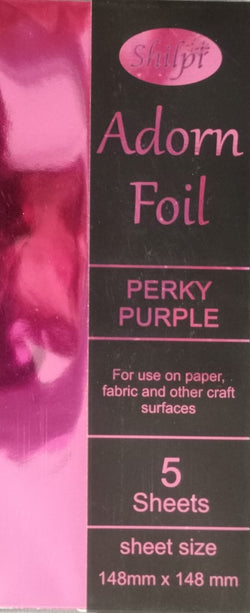 Shilpi
Adorn
Foil
PERKY
PURPLE
For use on paper,
fabric and other craft
surfaces
5
Sheets
sheet size
148mm x 148 mm